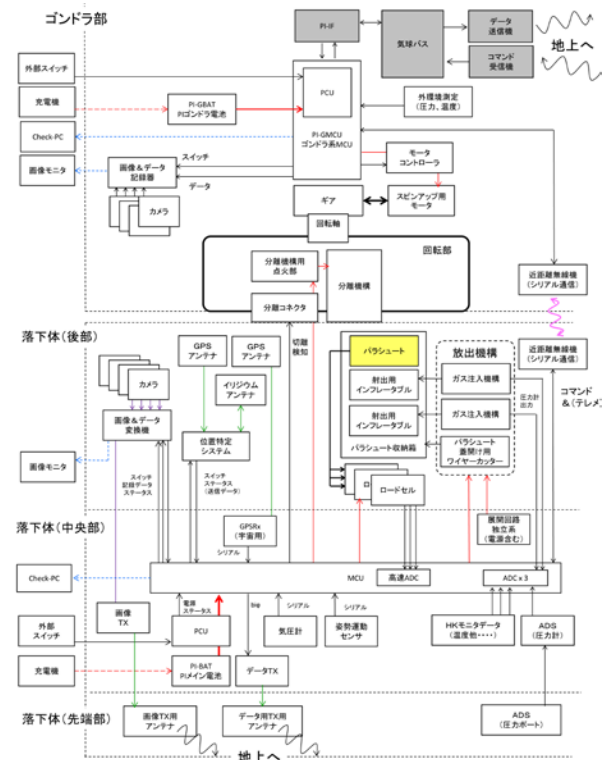 ゴンドラ部
PI-IF
気球バス
データ
送信機
コマンド
受信機
地上へ
外部スイッチ
充電機
Check-PC
画像モニタ
PI-GBAT
PIゴンドラ電池
PCU
PI-GMCU
ゴンドラ系MCU
外環境測定
(圧力、温度)
スイッチ
データ
画像&データ
記録器
カメラ
モータ
コントローラ
スピンアップ用
モータ
ギア
回転軸
回転部
分離機構用
点火部
分離機構
分離コネクタ
近距離無線機
(シリアル通信)
落下体(後部)
GPS
アンテナ
GPS
アンテナ
イリジウム
アンテナ
切離
検知
カメラ
画像&データ
変換機
位置特定
システム
画像モニタ
スイッチ
記録データ
ステータス
スイッチ
ステータス
(送信データ)
パラシュート
射出用
インフレータブル
射出用
インフレータブル
パラシュート収納箱
放出機構
ガス注入機構
ガス注入機構
パラシュート
蓋開け用
ワイヤーカッター
圧力計
出力
近距離無線機
(シリアル通信)
コマンド
&(テレメ)
ロ
ロードセル
展開回路
独立系
(電源含む)
落下体(中央部)
GPSRx
(宇宙用)
シリアル
Check-PC
MCU
高速ADC
ADC x 3
画像
TX
外部
スイッチ
充電機
電源
ステータス
PCU
PI-BAT
PIメイン電池
シリアル
気圧計
シリアル
姿勢運動
センサ
データTX
HKモニタデータ
(温度他・・・・)
ADS
(圧力計)
落下体(先端部)
画像TX用
アンテナ
データ用TX用
アンテナ
ADS
(圧力ポート)
地上へ